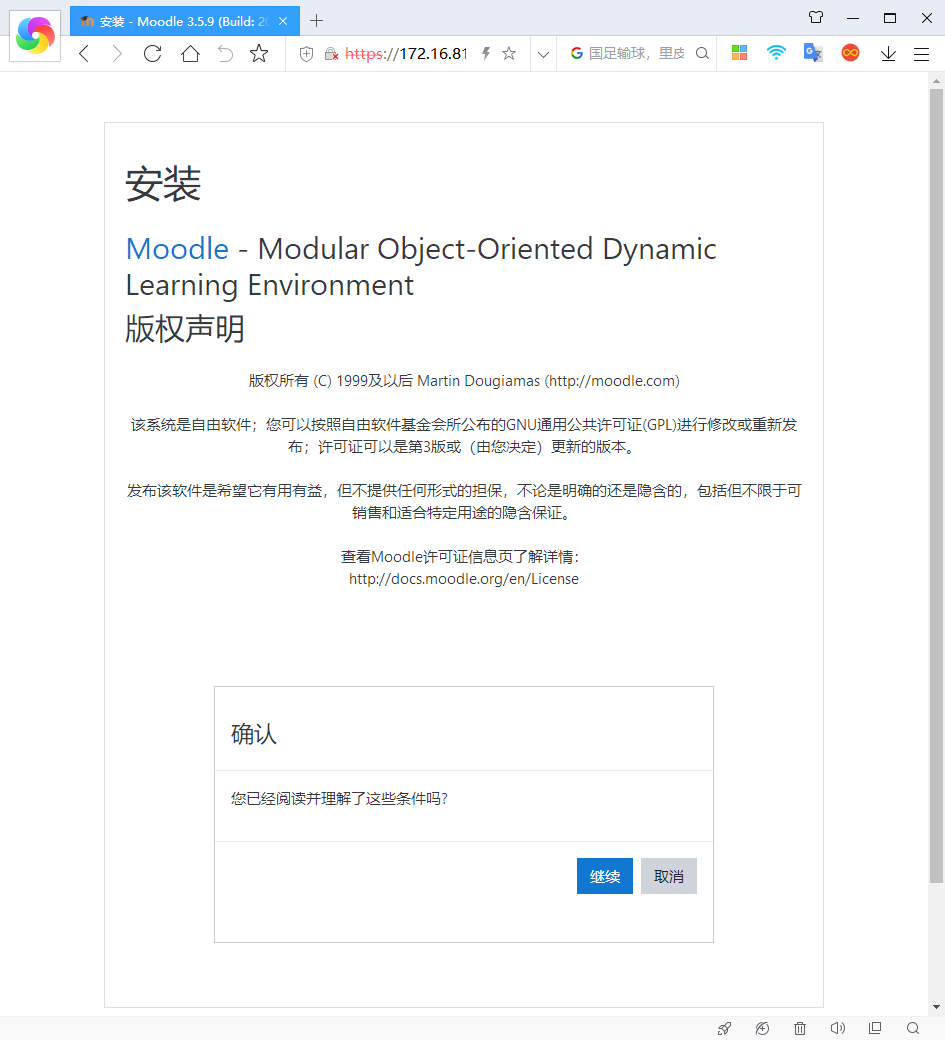 安装 - Moodle 3.5.9 (Build: 20
https://172.16.81
国足输球，里皮
安装
Moodle - Modular Object-Oriented Dynamic
Learning Environment
版权声明
版权所有 (C) 1999及以后 Martin Dougiamas (http://moodle.com)
该系统是自由软件；您可以按照自由软件基金会所公布的GNU通用公共许可证(GPL)进行修改或重新发
布；许可证可以是第3版或（由您决定）更新的版本。
发布该软件是希望它有用有益，但不提供任何形式的担保，不论是明确的还是隐含的，包括但不限于可
销售和适合特定用途的隐含保证。
查看Moodle许可证信息页了解详情：
http://docs.moodle.org/en/License
确认
您已经阅读并理解了这些条件吗?
继续 取消